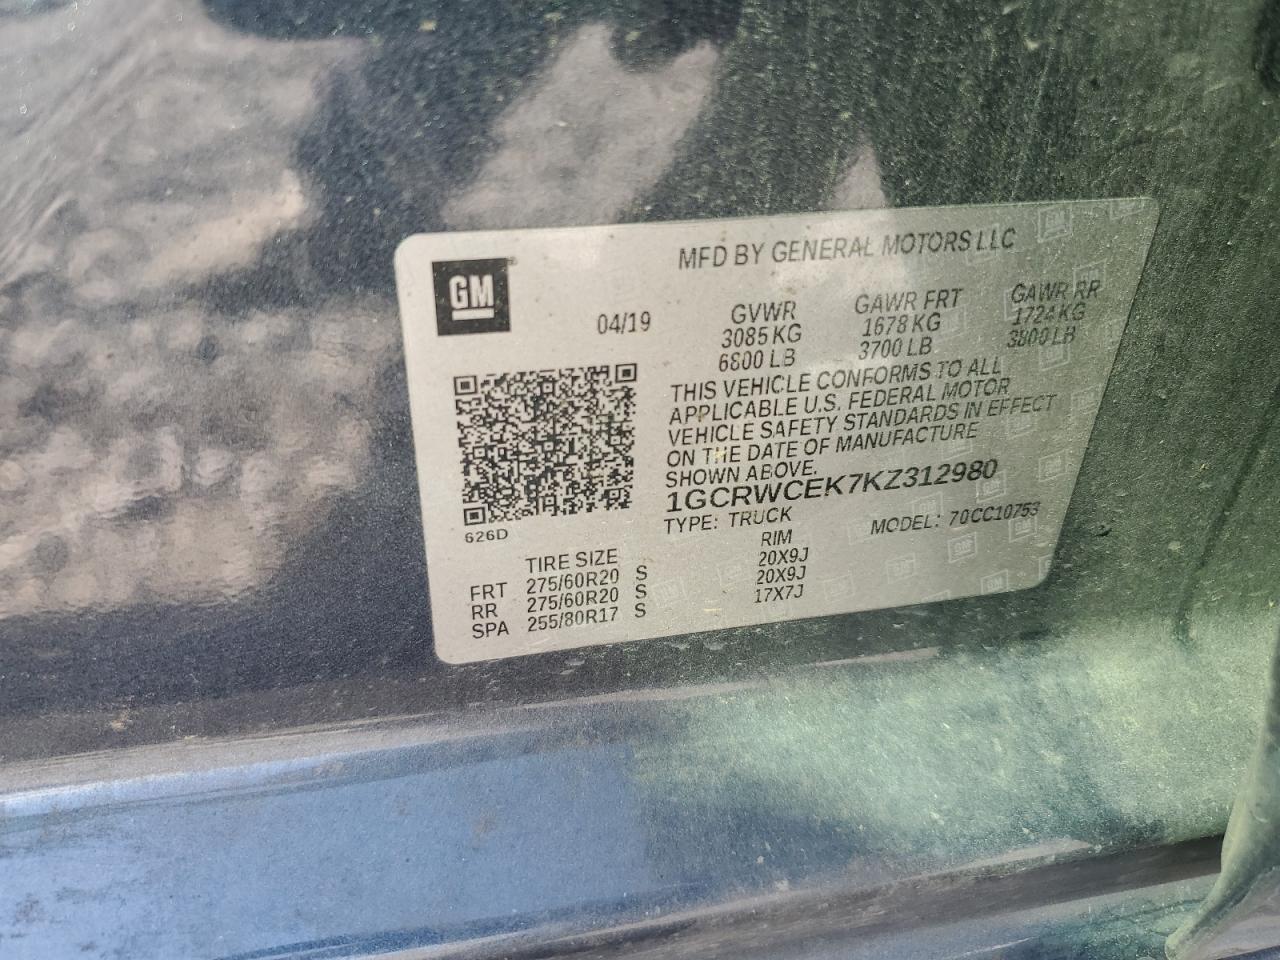 GM
MFD BY GENERAL MOTORS LLC
04/19
GVWR GAWR FRT GAWR RR
3085 KG 1678 KG 1724 KG
6800 LB 3700 LB 3800 LB
THIS VEHICLE CONFORMS TO ALL
APPLICABLE U.S. FEDERAL MOTOR
VEHICLE SAFETY STANDARDS IN EFFECT
ON THE DATE OF MANUFACTURE
SHOWN ABOVE.
1GCRWCEK7KZ312980
TYPE: TRUCK MODEL: 70CC10753
626D
TIRE SIZE RIM
FRT 275/60R20 S 20X9J
RR 275/60R20 S 20X9J
SPA 255/80R17 S 17X7J